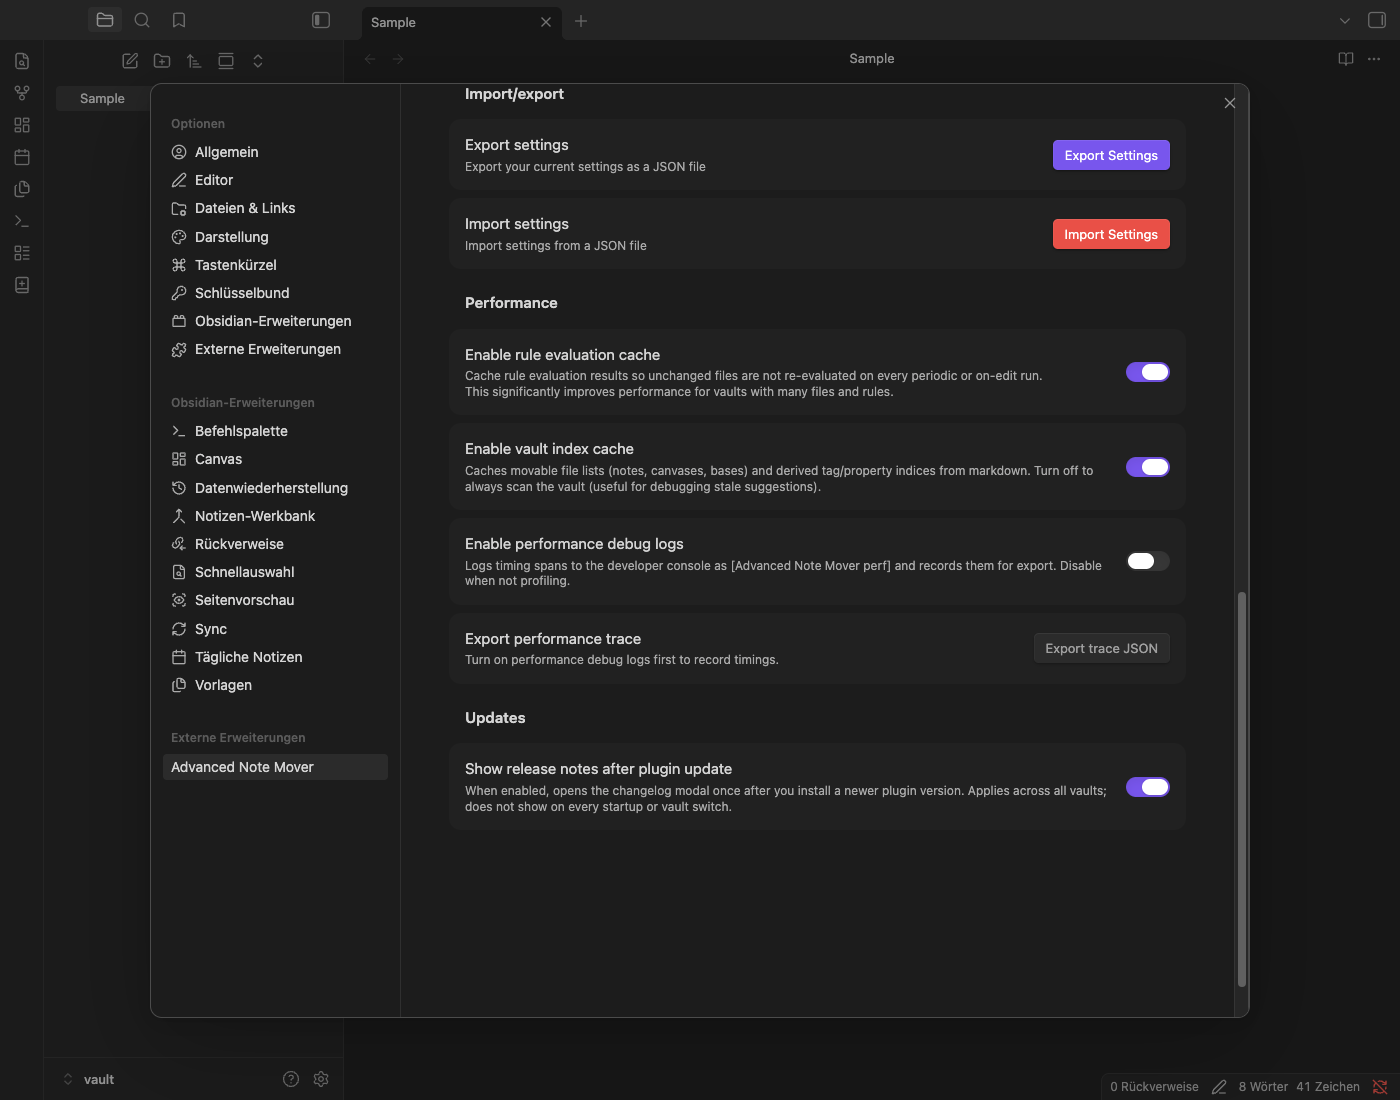 Sample
Sample
Sample
Optionen
Allgemein
Editor
Dateien & Links
Darstellung
Tastenkürzel
Schlüsselbund
Obsidian-Erweiterungen
Externe Erweiterungen
Obsidian-Erweiterungen
Befehlspalette
Canvas
Datenwiederherstellung
Notizen-Werkbank
Rückverweise
Schnellauswahl
Seitenvorschau
Sync
Tägliche Notizen
Vorlagen
Externe Erweiterungen
Advanced Note Mover
Import/export
Export settings
Export your current settings as a JSON file
Export Settings
Import settings
Import settings from a JSON file
Import Settings
Performance
Enable rule evaluation cache
Cache rule evaluation results so unchanged files are not re-evaluated on every periodic or on-edit run.
This significantly improves performance for vaults with many files and rules.
Enable vault index cache
Caches movable file lists (notes, canvases, bases) and derived tag/property indices from markdown. Turn off to
always scan the vault (useful for debugging stale suggestions).
Enable performance debug logs
Logs timing spans to the developer console as [Advanced Note Mover perf] and records them for export. Disable
when not profiling.
Export performance trace
Turn on performance debug logs first to record timings.
Export trace JSON
Updates
Show release notes after plugin update
When enabled, opens the changelog modal once after you install a newer plugin version. Applies across all vaults;
does not show on every startup or vault switch.
vault
0 Rückverweise
8 Wörter
41 Zeichen